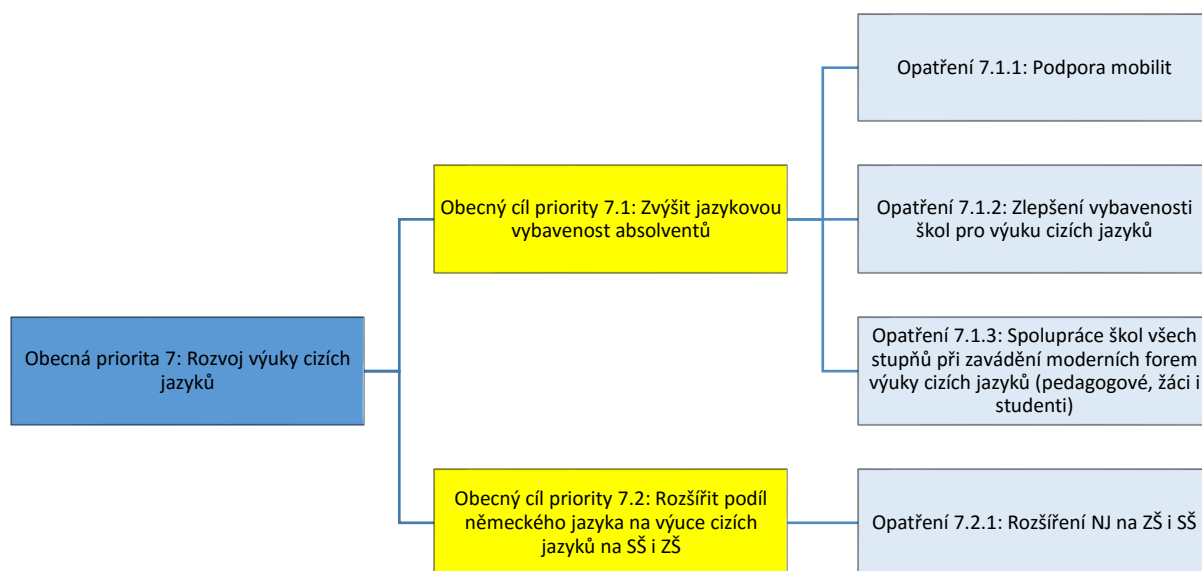 Obecná priorita 7: Rozvoj výuky cizích
jazyků
Obecný cíl priority 7.1: Zvýšit jazykovou
vybavenost absolventů
Opatření 7.1.1: Podpora mobilit
Opatření 7.1.2: Zlepšení vybavenosti
škol pro výuku cizích jazyků
Opatření 7.1.3: Spolupráce škol všech
stupňů při zavádění moderních forem
výuky cizích jazyků (pedagogové, žáci i
studenti)
Obecný cíl priority 7.2: Rozšířit podíl
německého jazyka na výuce cizích
jazyků na SŠ i ZŠ
Opatření 7.2.1: Rozšíření NJ na ZŠ i SŠ